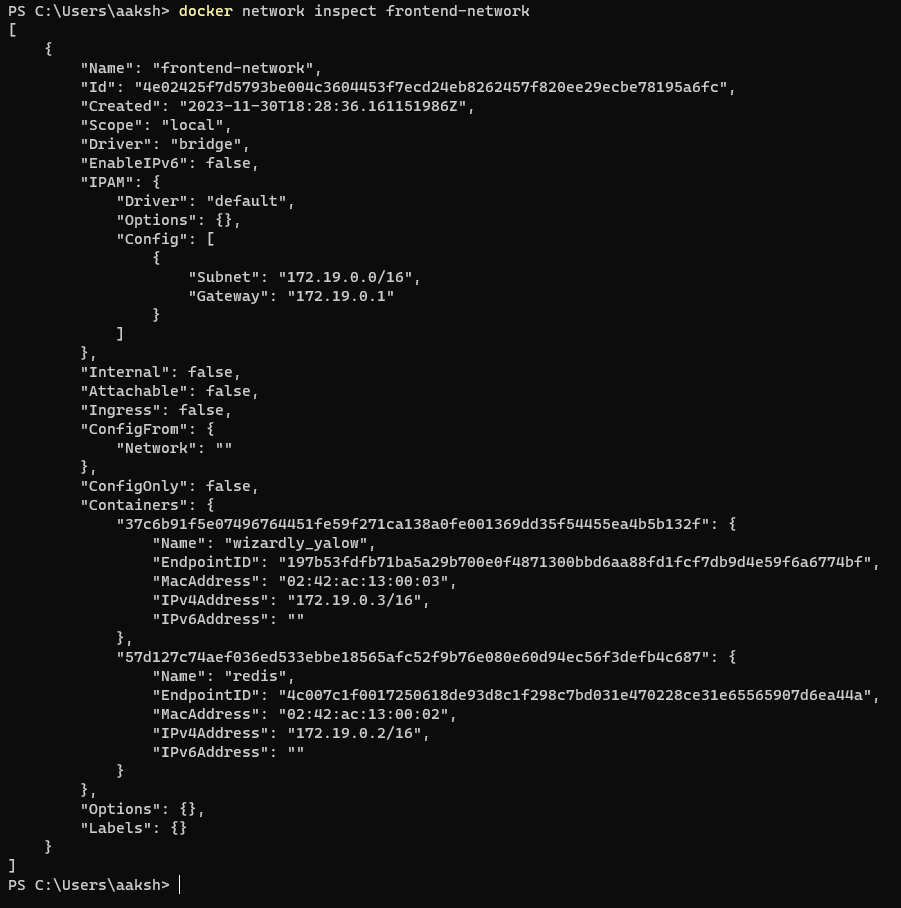 PS C:\Users\aaksh> docker network inspect frontend-network
[
    {
        "Name": "frontend-network",
        "Id": "4e02425f7d5793be004c3604453f7ecd24eb8262457f820ee29ecbe78195a6fc",
        "Created": "2023-11-30T18:28:36.161151986Z",
        "Scope": "local",
        "Driver": "bridge",
        "EnableIPv6": false,
        "IPAM": {
            "Driver": "default",
            "Options": {},
            "Config": [
                {
                    "Subnet": "172.19.0.0/16",
                    "Gateway": "172.19.0.1"
                }
            ]
        },
        "Internal": false,
        "Attachable": false,
        "Ingress": false,
        "ConfigFrom": {
            "Network": ""
        },
        "ConfigOnly": false,
        "Containers": {
            "37c6b91f5e07496764451fe59f271ca138a0fe001369dd35f54455ea4b5b132f": {
                "Name": "wizardly_yalow",
                "EndpointID": "197b53fdfb71ba5a29b700e0f4871300bbd6aa88fd1fcf7db9d4e59f6a6774bf",
                "MacAddress": "02:42:ac:13:00:03",
                "IPv4Address": "172.19.0.3/16",
                "IPv6Address": ""
            },
            "57d127c74aef036ed533ebbe18565afc52f9b76e080e60d94ec56f3defb4c687": {
                "Name": "redis",
                "EndpointID": "4c007c1f0017250618de93d8c1f298c7bd031e470228ce31e65565907d6ea44a",
                "MacAddress": "02:42:ac:13:00:02",
                "IPv4Address": "172.19.0.2/16",
                "IPv6Address": ""
            }
        },
        "Options": {},
        "Labels": {}
    }
]
PS C:\Users\aaksh>